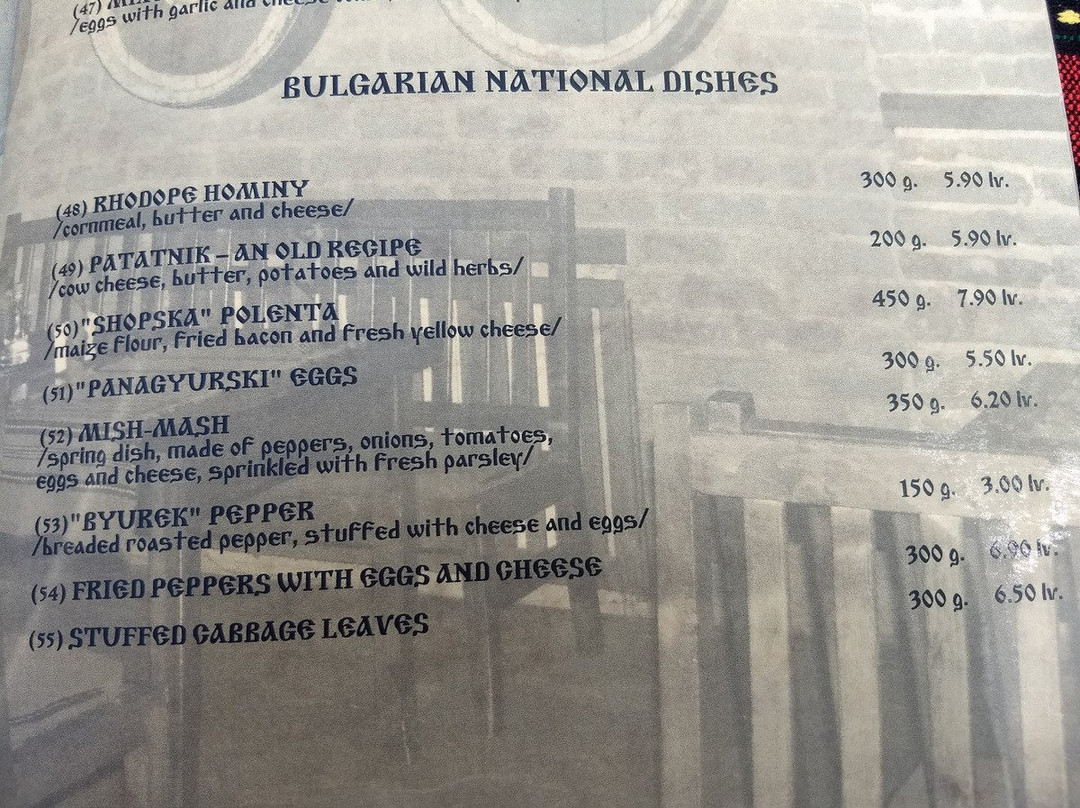 /eggs with garlic and cheese
BULGARIAN NATIONAL DISHES
(48) RHODOPE HOMINY 300 g. 5.90 lv.
/cornmeal, butter and cheese/
(49) PATATNIK – AN OLD RECIPE 200 g. 5.90 lv.
/cow cheese, butter, potatoes and wild herbs/
(50) "SHOPSKA" POLENTA 450 g. 7.90 lv.
/maize flour, fried bacon and fresh yellow cheese/
(51) "PANAGYURSKI" EGGS 300 g. 5.50 lv.
(52) MISH-MASH 350 g. 6.20 lv.
/spring dish, made of peppers, onions, tomatoes,
eggs and cheese, sprinkled with fresh parsley/
(53) "BYUREK" PEPPER 150 g. 3.00 lv.
/breaded roasted pepper, stuffed with cheese and eggs/
(54) FRIED PEPPERS WITH EGGS AND CHEESE 300 g. 6.90 lv.
(55) STUFFED CABBAGE LEAVES 300 g. 6.50 lv.